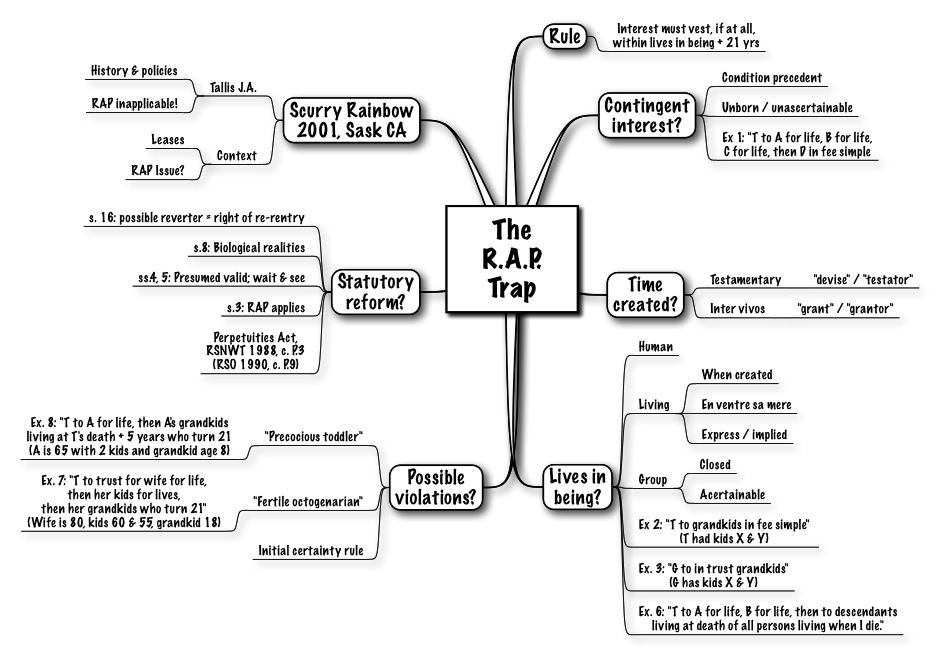 The
R.A.P.
Trap
Rule
Interest must vest, if at all,
within lives in being + 21 yrs
Contingent
interest?
Condition precedent
Unborn / unascertainable
Ex 1: "T to A for life, B for life,
C for life, then D in fee simple
Time
created?
Testamentary "devise" / "testator"
Inter vivos "grant" / "grantor"
Lives in
being?
Human
Living
When created
En ventre sa mere
Express / implied
Group
Closed
Acertainable
Ex 2: "T to grandkids in fee simple"
(T had kids X & Y)
Ex. 3: "G to in trust grandkids"
(G has kids X & Y)
Ex. 6: "T to A for life, B for life, then to descendants
living at death of all persons living when I die."
Scurry Rainbow
2001, Sask CA
Tallis J.A.
History & policies
RAP inapplicable!
Context
Leases
RAP Issue?
Statutory
reform?
s. 16: possible reverter = right of re-rentry
s.8: Biological realities
ss4, 5: Presumed valid; wait & see
s.3: RAP applies
Perpetuities Act,
RSNWT 1988, c. P.3
(RSO 1990, c. P.9)
Possible
violations?
"Precocious toddler"
Ex. 8: "T to A for life, then A's grandkids
living at T's death + 5 years who turn 21
(A is 65 with 2 kids and grandkid age 8)
"Fertile octogenarian"
Ex. 7: "T to trust for wife for life,
then her kids for lives,
then her grandkids who turn 21"
(Wife is 80, kids 60 & 55, grandkid 18)
Initial certainty rule